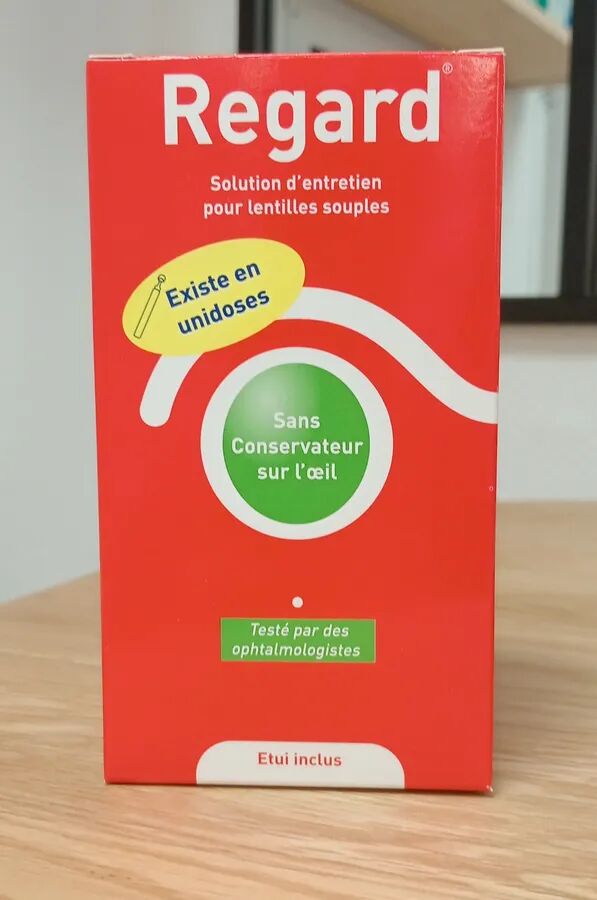 Regard®
Solution d'entretien
pour lentilles souples
Existe en
unidoses
Sans
Conservateur
sur l'œil
Testé par des
ophtalmologistes
Etui inclus